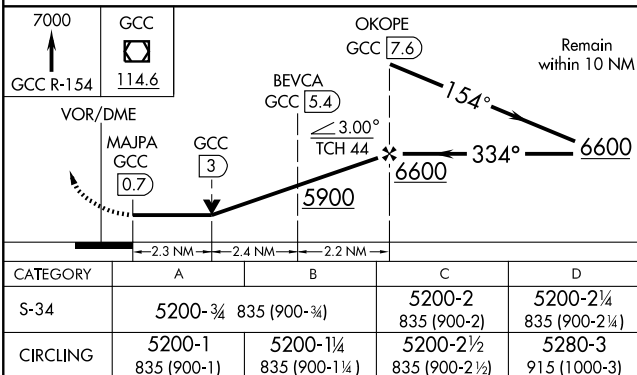 7000
GCC R-154
GCC
114.6
OKOPE
GCC 7.6
Remain
within 10 NM
VOR/DME
MAJPA
GCC
0.7
GCC
3
BEVCA
GCC 5.4
3.00°
TCH 44
154°
334°
6600
6600
5900
2.3 NM
2.4 NM
2.2 NM
CATEGORY A B C D
S-34 5200-¾ 835 (900-¾) 5200-2 835 (900-2) 5200-2¼ 835 (900-2¼)
CIRCLING 5200-1 835 (900-1) 5200-1¼ 835 (900-1¼) 5200-2½ 835 (900-2½) 5280-3 915 (1000-3)